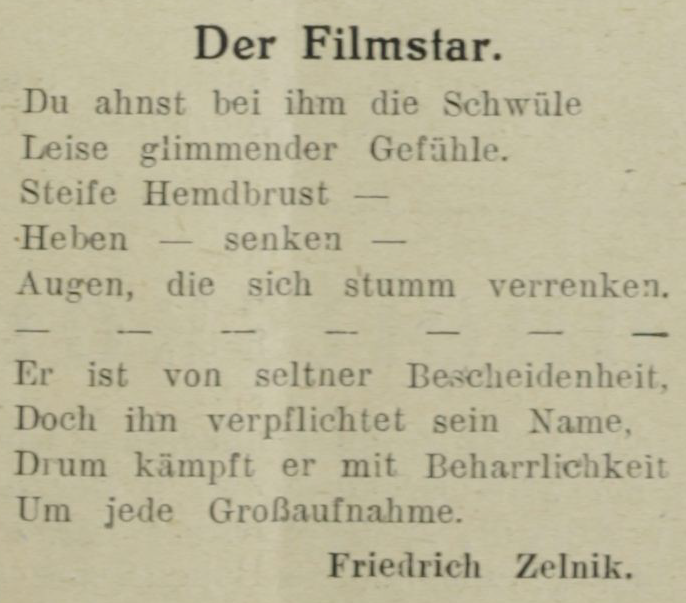 Der Filmstar.
Du ahnst bei ihm die Schwüle
Leise glimmender Gefühle.
Steife Hemdbrust —
Heben — senken —
Augen, die sich stumm verrenken.
— — — — — — —
Er ist von seltner Bescheidenheit,
Doch ihn verpflichtet sein Name,
Drum kämpft er mit Beharrlichkeit
Um jede Großaufnahme.
Friedrich Zelnik.